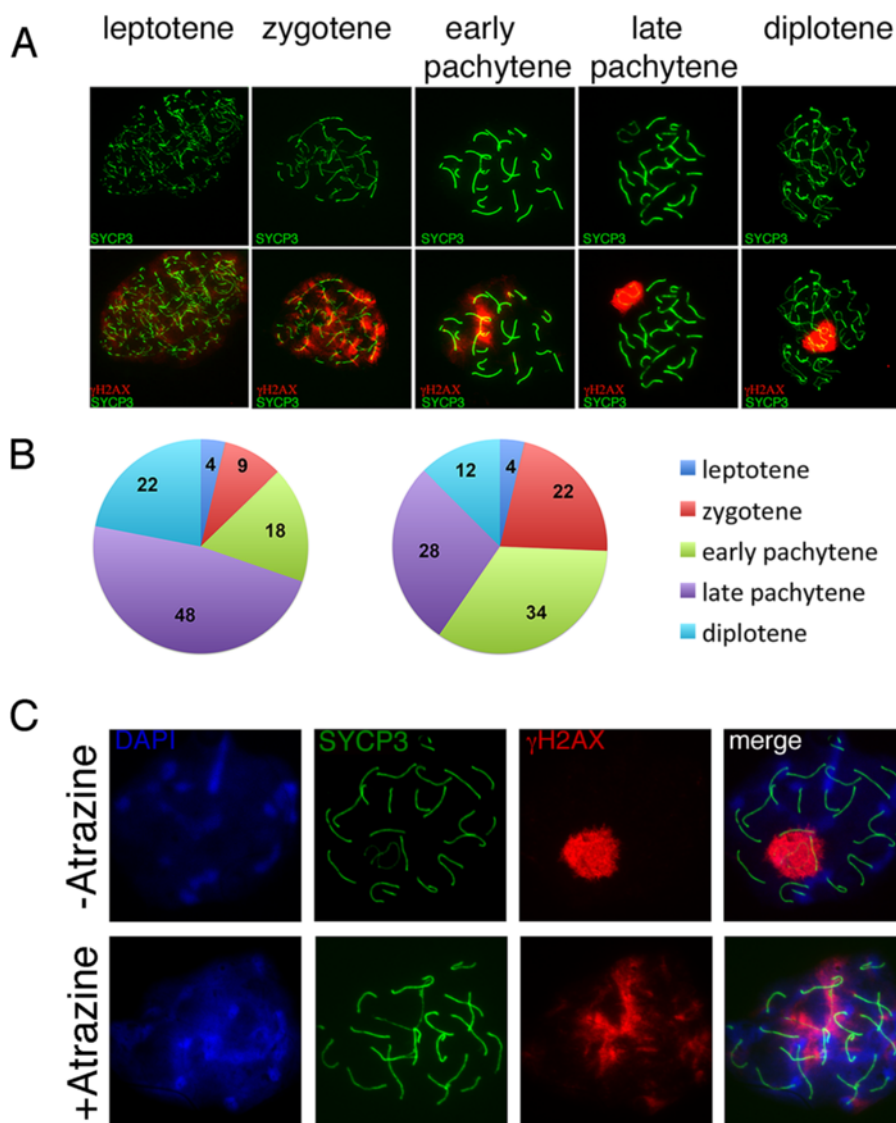 A
leptotene zygotene early pachytene late pachytene diplotene
SYCP3 SYCP3 SYCP3 SYCP3 SYCP3
γH2AX γH2AX γH2AX γH2AX γH2AX
SYCP3 SYCP3 SYCP3 SYCP3 SYCP3
B
4 9 18 48 22
4 22 34 28 12
leptotene
zygotene
early pachytene
late pachytene
diplotene
C
DAPI SYCP3 γH2AX merge
-Atrazine
+Atrazine